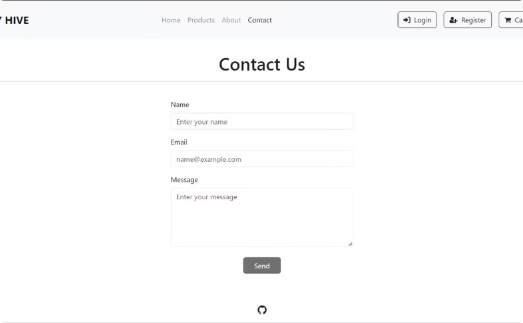 Y HIVE Home Products About Contact Login Register Ca
Contact Us
Name
Enter your name
Email
name@example.com
Message
Enter your message
Send